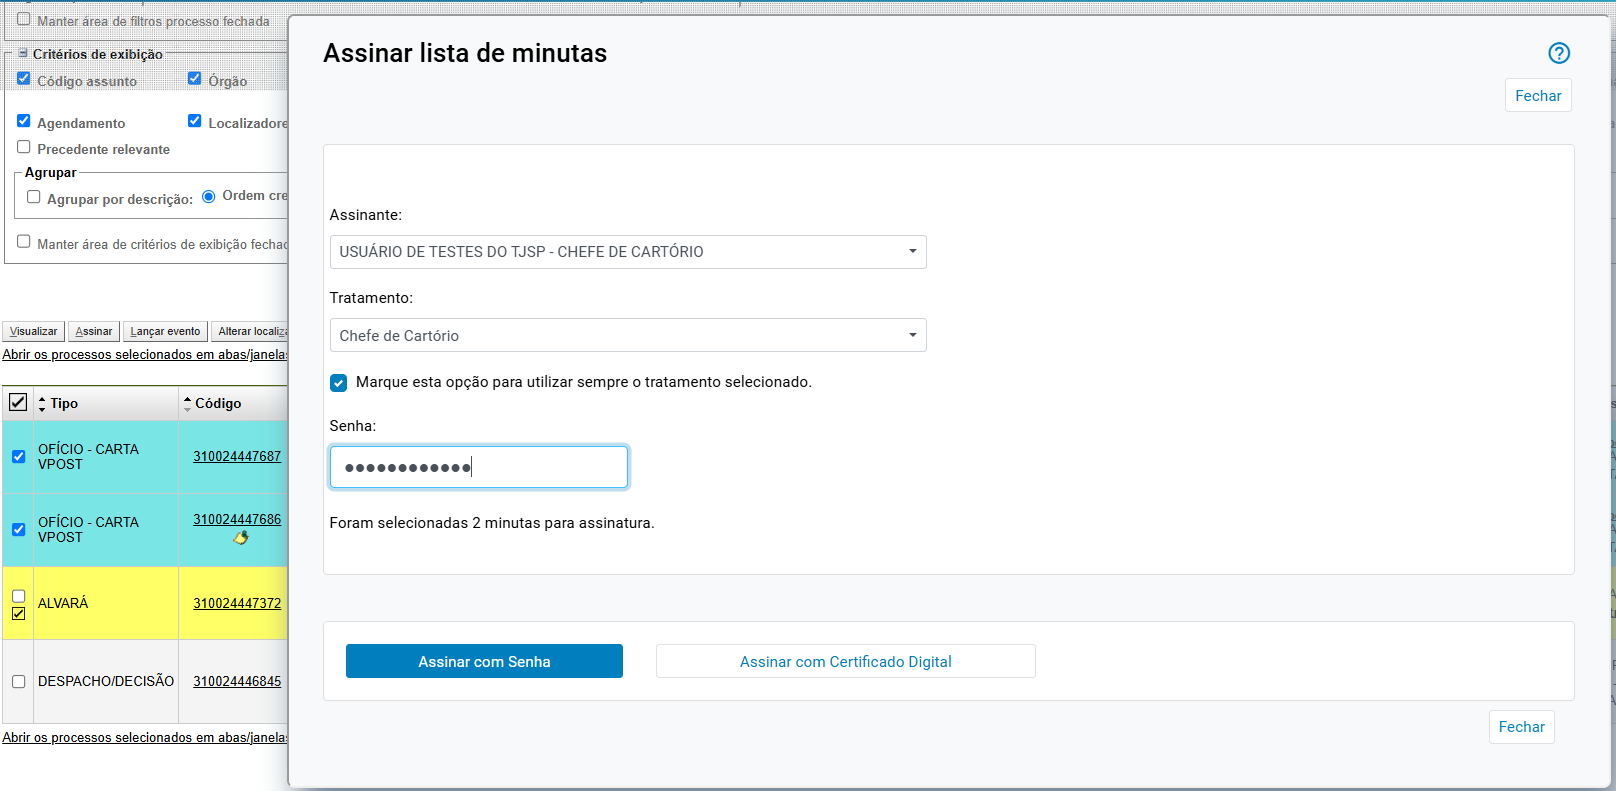 Manter área de filtros processo fechada
Critérios de exibição
Código assunto
Órgão
Agendamento
Localizadore
Precedente relevante
Agrupar
Agrupar por descrição:
Ordem cre
Manter área de critérios de exibição fechad
Visualizar
Assinar
Lançar evento
Alterar localiza
Abrir os processos selecionados em abas/janelas
Tipo
Código
OFÍCIO - CARTA
VPOST
310024447687
OFÍCIO - CARTA
VPOST
310024447686
ALVARÁ
310024447372
DESPACHO/DECISÃO
310024446845
Abrir os processos selecionados em abas/janelas
Assinar lista de minutas
Fechar
Assinante:
USUÁRIO DE TESTES DO TJSP - CHEFE DE CARTÓRIO
Tratamento:
Chefe de Cartório
Marque esta opção para utilizar sempre o tratamento selecionado.
Senha:
●●●●●●●●●●●●
Foram selecionadas 2 minutas para assinatura.
Assinar com Senha
Assinar com Certificado Digital
Fechar